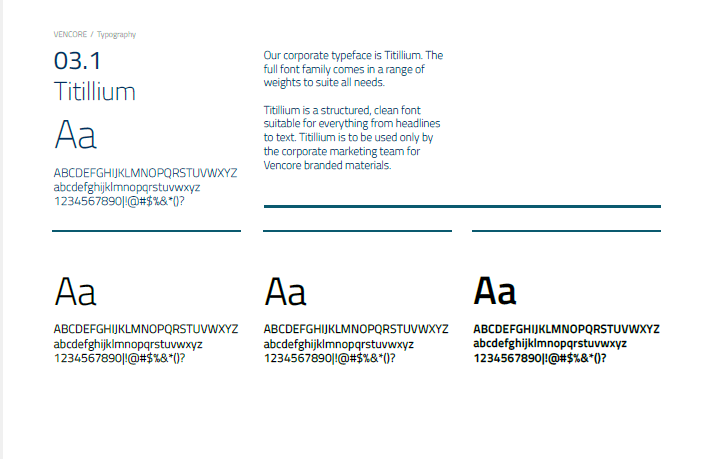 VENCORE / Typography
03.1
Titillium
Aa
ABCDEFGHIJKLMNOPQRSTUVWXYZ
abcdefghijklmnopqrstuvwxyz
1234567890|!@#$%&*()?
Our corporate typeface is Titillium. The
full font family comes in a range of
weights to suite all needs.
Titillium is a structured, clean font
suitable for everything from headlines
to text. Titillium is to be used only by
the corporate marketing team for
Vencore branded materials.
Aa
ABCDEFGHIJKLMNOPQRSTUVWXYZ
abcdefghijklmnopqrstuvwxyz
1234567890|!@#$%&*()?
Aa
ABCDEFGHIJKLMNOPQRSTUVWXYZ
abcdefghijklmnopqrstuvwxyz
1234567890|!@#$%&*()?
Aa
ABCDEFGHIJKLMNOPQRSTUVWXYZ
abcdefghijklmnopqrstuvwxyz
1234567890|!@#$%&*()?